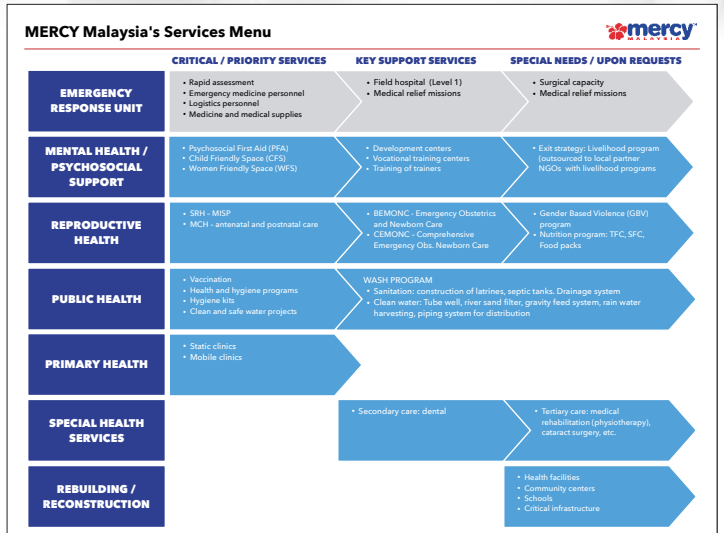 MERCY Malaysia's Services Menu
mercy
MALAYSIA
CRITICAL / PRIORITY SERVICES
KEY SUPPORT SERVICES
SPECIAL NEEDS / UPON REQUESTS
EMERGENCY
RESPONSE UNIT
• Rapid assessment
• Emergency medicine personnel
• Logistics personnel
• Medicine and medical supplies
• Field hospital (Level 1)
• Medical relief missions
• Surgical capacity
• Medical relief missions
MENTAL HEALTH /
PSYCHOSOCIAL
SUPPORT
• Psychosocial First Aid (PFA)
• Child Friendly Space (CFS)
• Women Friendly Space (WFS)
• Development centers
• Vocational training centers
• Training of trainers
• Exit strategy: Livelihood program
(outsourced to local partner
NGOs with livelihood programs
REPRODUCTIVE
HEALTH
• SRH - MISP
• MCH - antenatal and postnatal care
• BEMONC - Emergency Obstetrics
and Newborn Care
• CEMONC - Comprehensive
Emergency Obs. Newborn Care
• Gender Based Violence (GBV)
program
• Nutrition program: TFC, SFC,
Food packs
PUBLIC HEALTH
• Vaccination
• Health and hygiene programs
• Hygiene kits
• Clean and safe water projects
WASH PROGRAM
• Sanitation: construction of latrines, septic tanks. Drainage system
• Clean water: Tube well, river sand filter, gravity feed system, rain water
harvesting, piping system for distribution
PRIMARY HEALTH
• Static clinics
• Mobile clinics
SPECIAL HEALTH
SERVICES
• Secondary care: dental
• Tertiary care: medical
rehabilitation (physiotherapy),
cataract surgery, etc.
REBUILDING /
RECONSTRUCTION
• Health facilities
• Community centers
• Schools
• Critical infrastructure